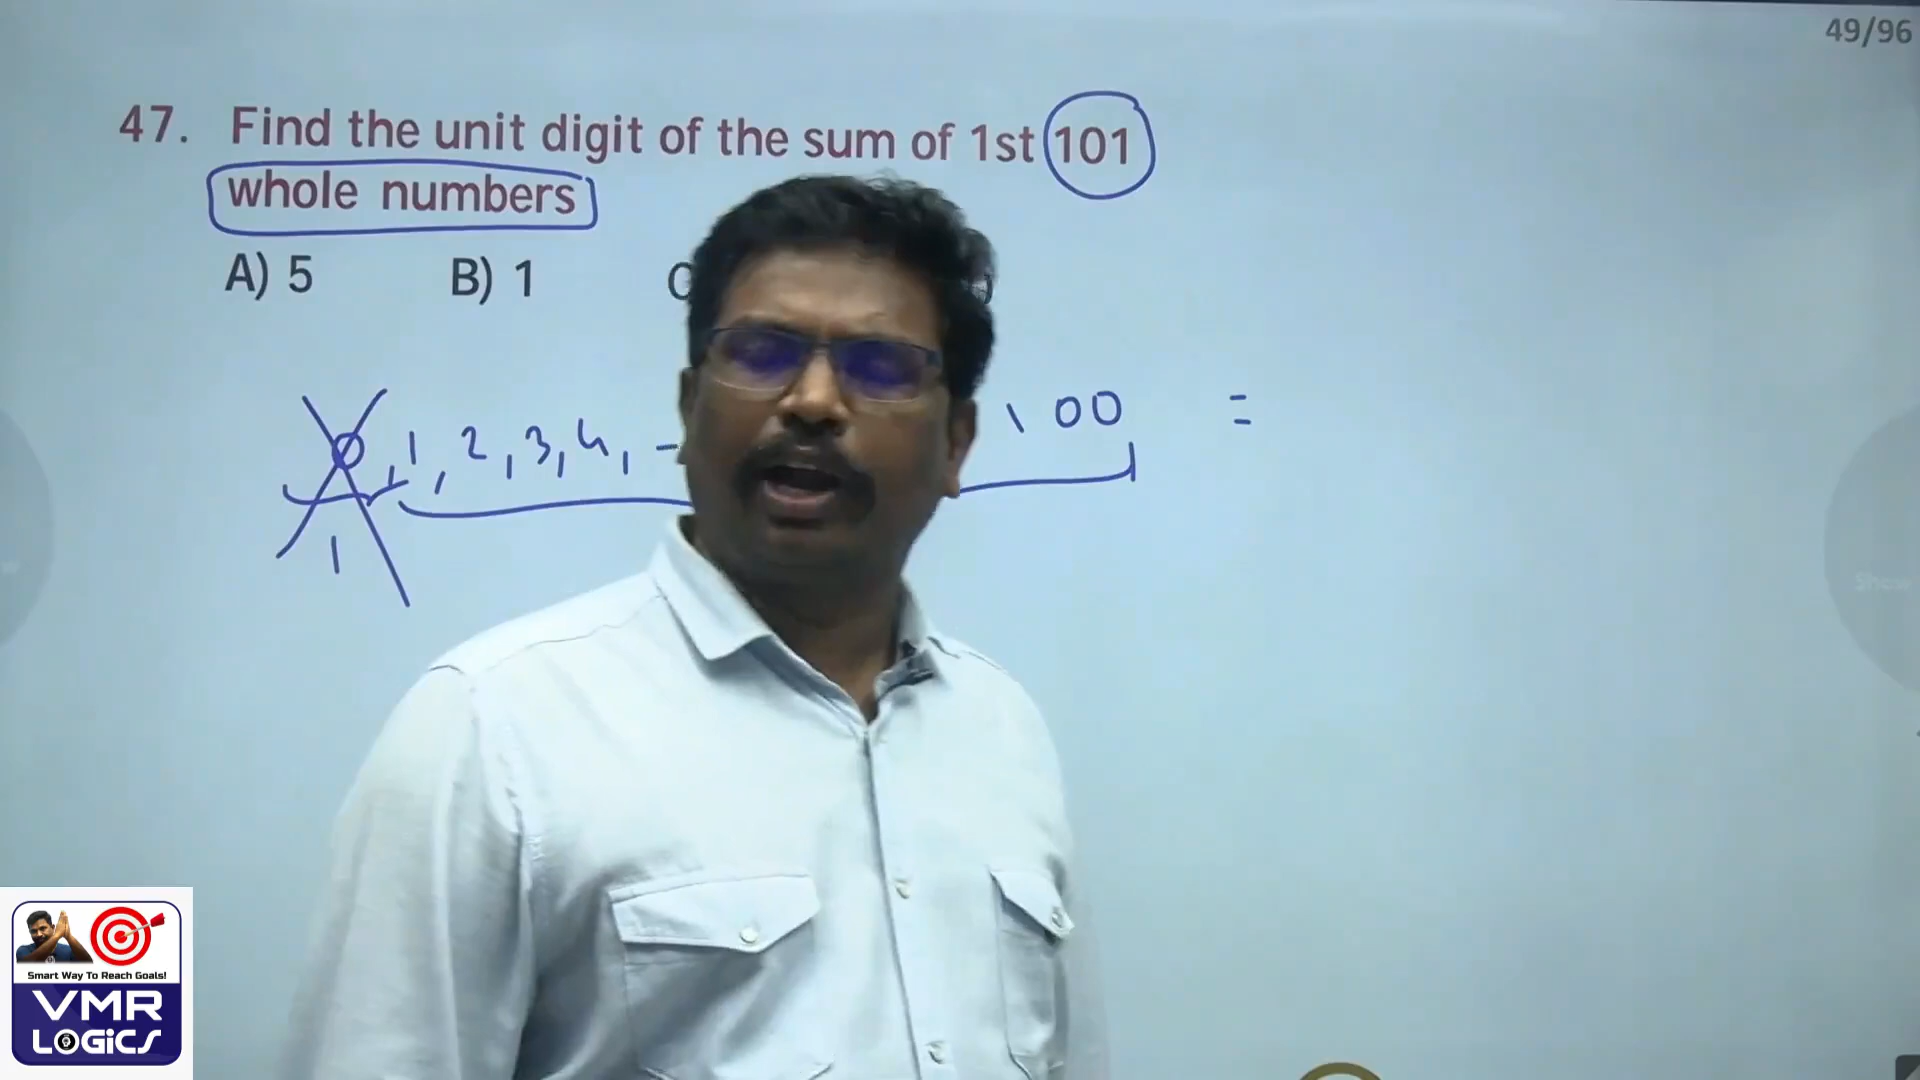 49/96
47. Find the unit digit of the sum of 1st 101
whole numbers
A) 5 B) 1
0, 1, 2, 3, 4, - 100 =
1
Smart Way To Reach Goals!
VMR
LOGICS